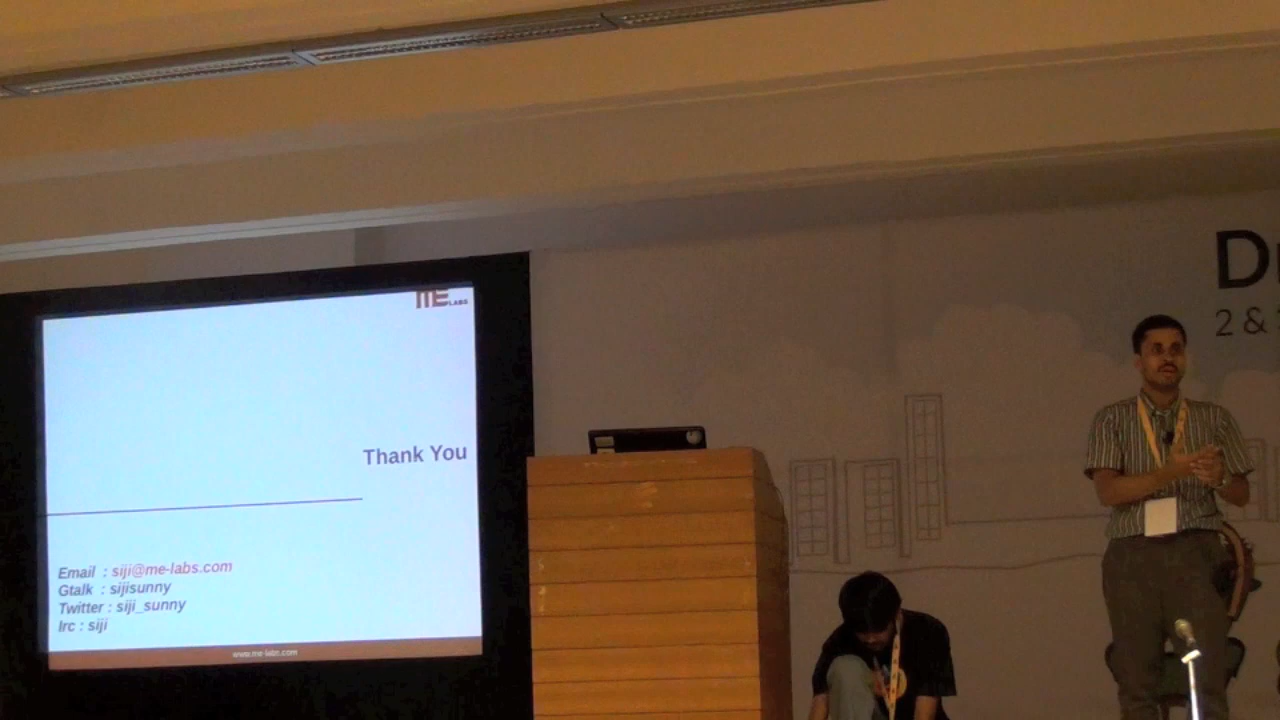 ME LABS
Thank You
Email : siji@me-labs.com
Gtalk : sijisunny
Twitter : siji_sunny
Irc : siji
www.me-labs.com
D
2 &